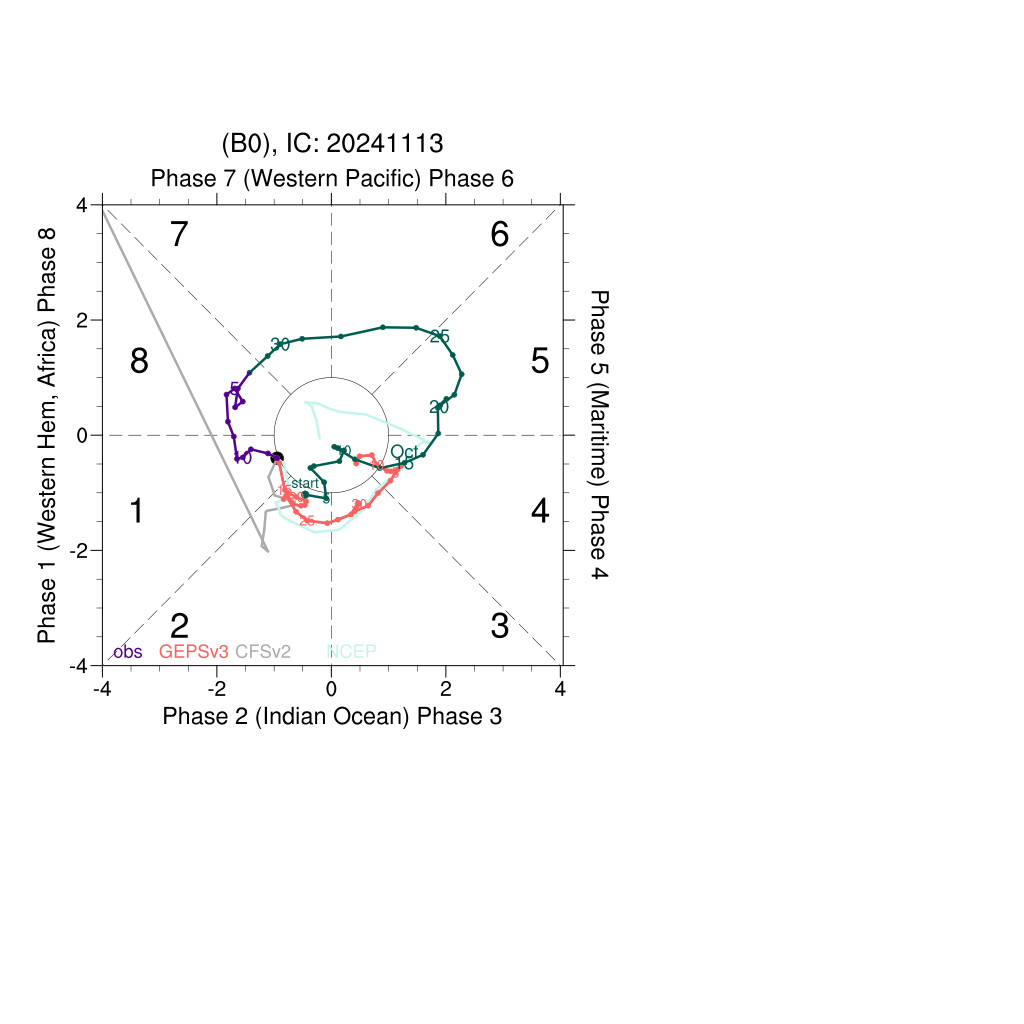 (B0), IC: 20241113
Phase 7 (Western Pacific) Phase 6
Phase 1 (Western Hem, Africa) Phase 8
Phase 5 (Maritime) Phase 4
4
2
0
-2
-4
7
6
8
5
1
4
2
3
30
25
5
20
Oct
15
10
start
5
25
obs
GEPSv3
CFSv2
NCEP
-4
-2
0
2
4
Phase 2 (Indian Ocean) Phase 3